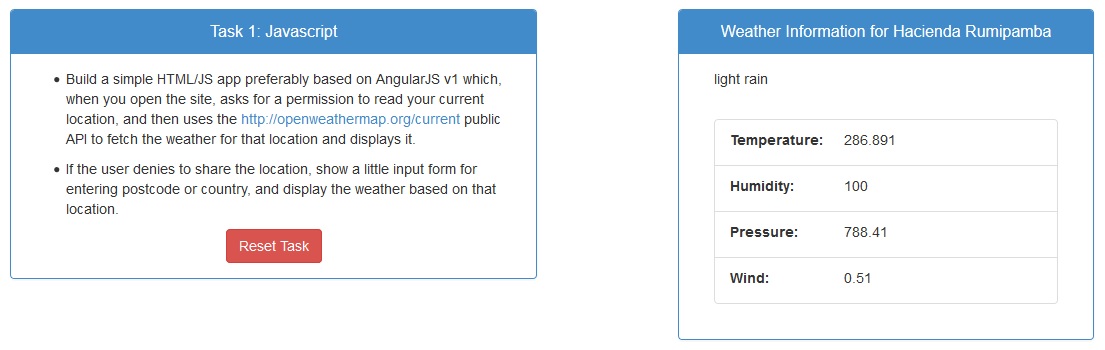 Task 1: Javascript
• Build a simple HTML/JS app preferably based on AngularJS v1 which,
when you open the site, asks for a permission to read your current
location, and then uses the http://openweathermap.org/current public
API to fetch the weather for that location and displays it.
• If the user denies to share the location, show a little input form for
entering postcode or country, and display the weather based on that
location.
Reset Task
Weather Information for Hacienda Rumipamba
light rain
Temperature: 286.891
Humidity: 100
Pressure: 788.41
Wind: 0.51